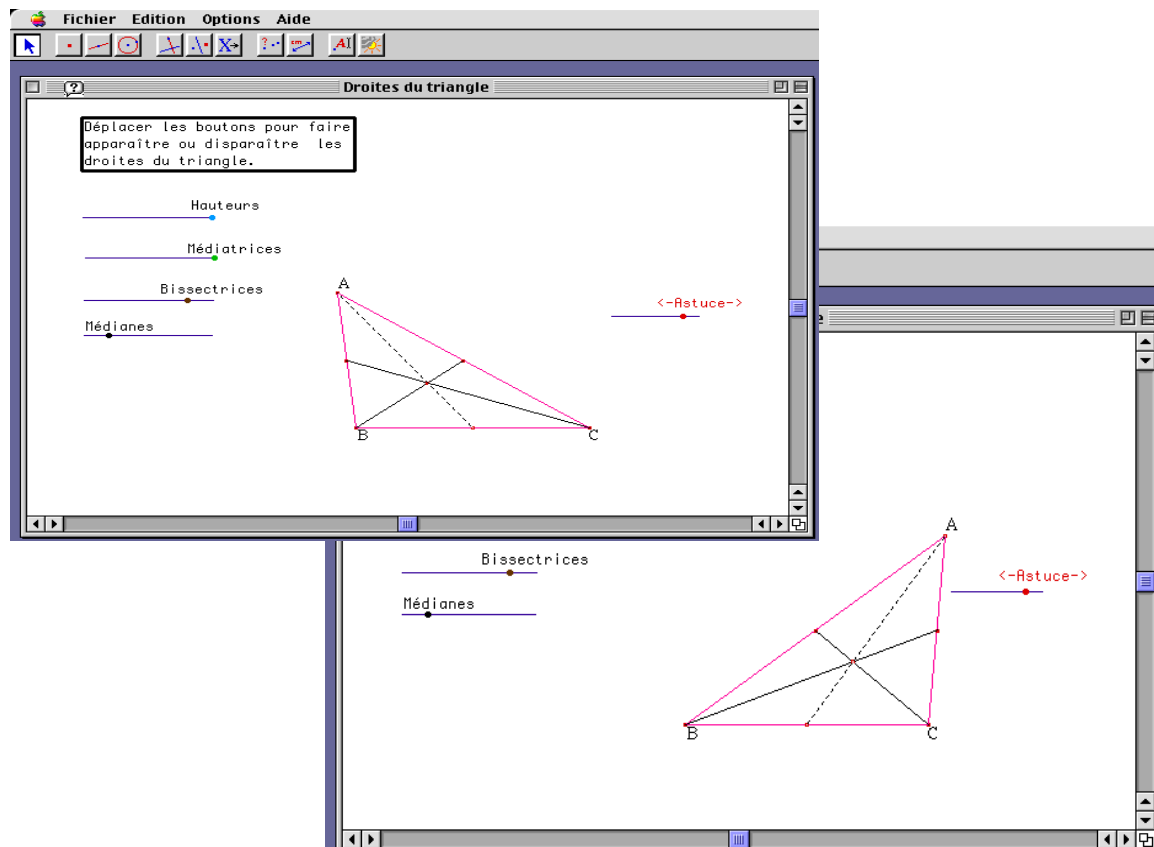 Fichier Edition Options Aide
? cm A
?
Droites du triangle
Déplacer les boutons pour faire
apparaître ou disparaître les
droites du triangle.
Hauteurs
Médiatrices
Bissectrices
Médianes
A
<-Astuce->
B C
e
A
Bissectrices
<-Astuce->
Médianes
B C